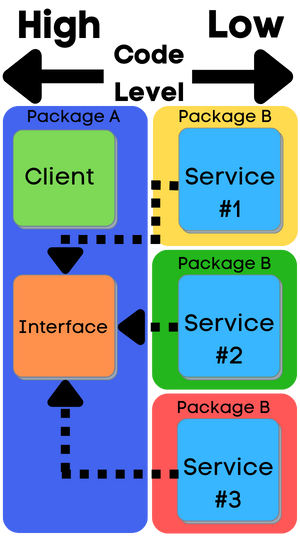 High
Low
Code
Level
Package A
Package B
Client
Service
#1
Package B
Interface
Service
#2
Package B
Service
#3